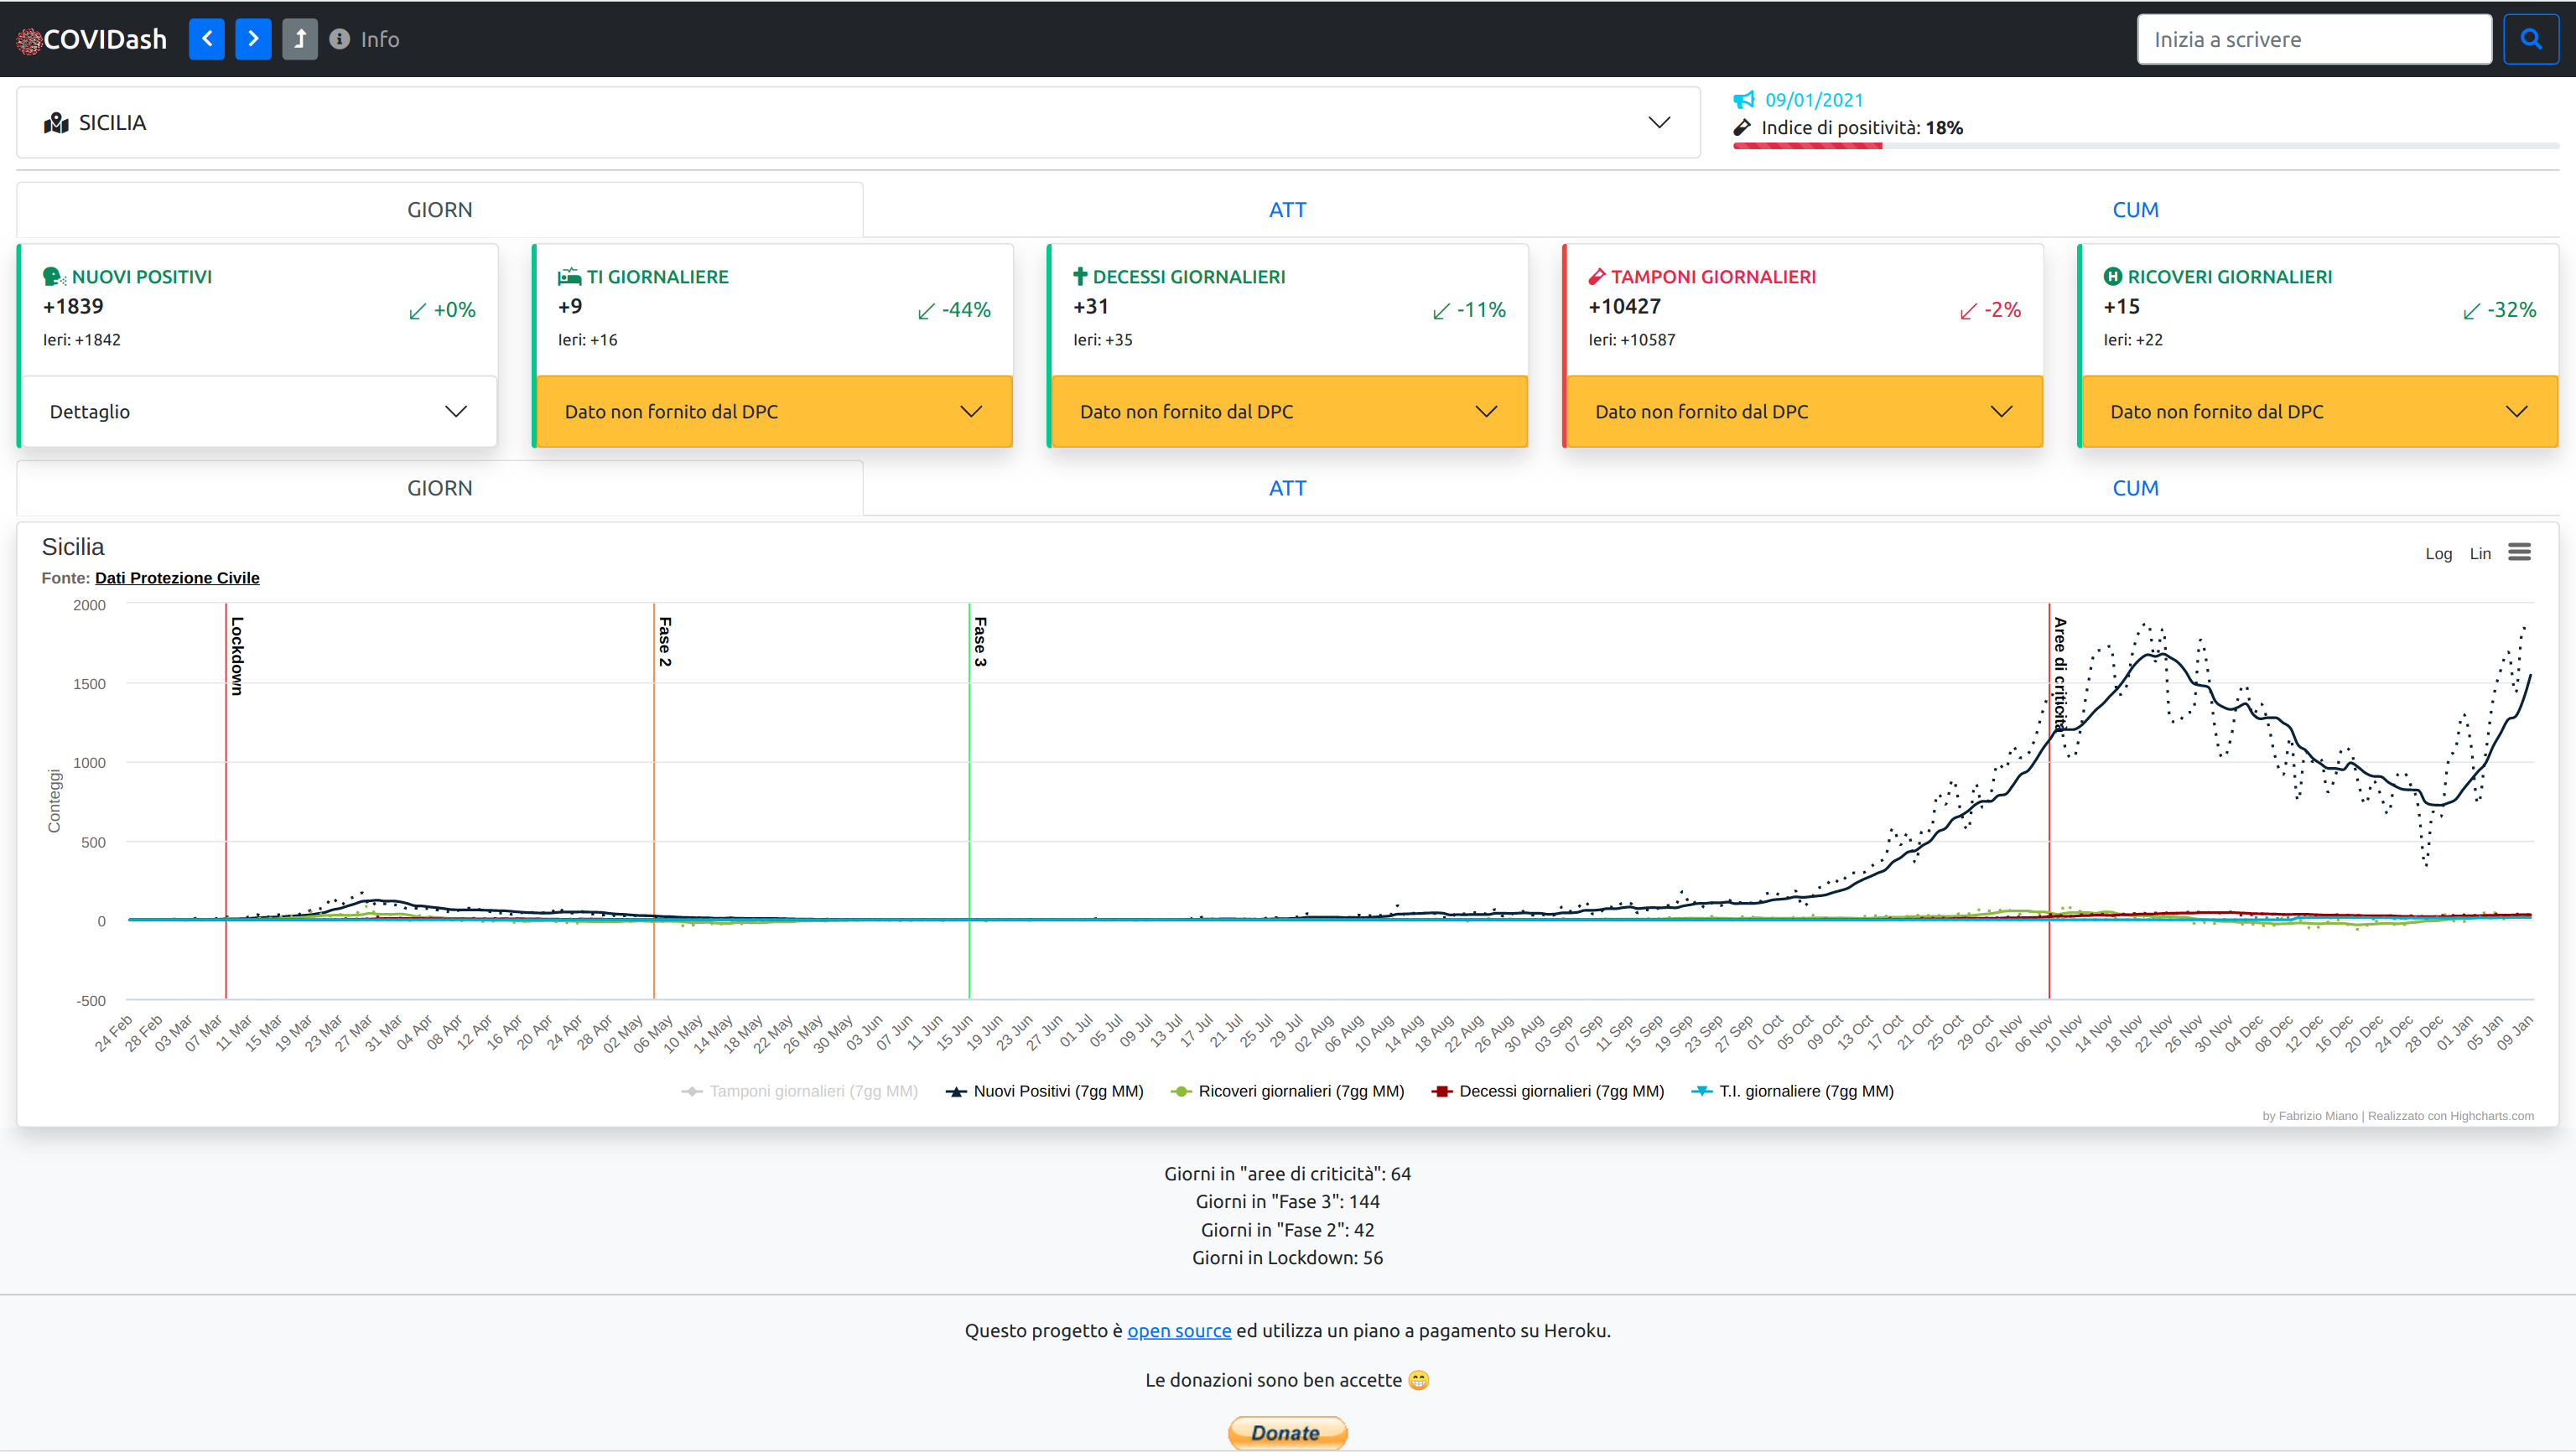 COVIDash Info Inizia a scrivere
SICILIA
09/01/2021
Indice di positività: 18%
GIORN ATT CUM
NUOVI POSITIVI
+1839 +0%
Ieri: +1842
Dettaglio
TI GIORNALIERE
+9 -44%
Ieri: +16
Dato non fornito dal DPC
DECESSI GIORNALIERI
+31 -11%
Ieri: +35
Dato non fornito dal DPC
TAMPONI GIORNALIERI
+10427 -2%
Ieri: +10587
Dato non fornito dal DPC
H RICOVERI GIORNALIERI
+15 -32%
Ieri: +22
Dato non fornito dal DPC
GIORN ATT CUM
Sicilia
Log Lin
Fonte: Dati Protezione Civile
Conteggi
2000
1500
1000
500
0
-500
Lockdown
Fase 2
Fase 3
Aree di criticità
24 Feb 28 Feb 03 Mar 07 Mar 11 Mar 15 Mar 19 Mar 23 Mar 27 Mar 31 Mar 04 Apr 08 Apr 12 Apr 16 Apr 20 Apr 24 Apr 28 Apr 02 May 06 May 10 May 14 May 18 May 22 May 26 May 30 May 03 Jun 07 Jun 11 Jun 15 Jun 19 Jun 23 Jun 27 Jun 01 Jul 05 Jul 09 Jul 13 Jul 17 Jul 21 Jul 25 Jul 29 Jul 02 Aug 06 Aug 10 Aug 14 Aug 18 Aug 22 Aug 26 Aug 30 Aug 03 Sep 07 Sep 11 Sep 15 Sep 19 Sep 23 Sep 27 Sep 01 Oct 05 Oct 09 Oct 13 Oct 17 Oct 21 Oct 25 Oct 29 Oct 02 Nov 06 Nov 10 Nov 14 Nov 18 Nov 22 Nov 26 Nov 30 Nov 04 Dec 08 Dec 12 Dec 16 Dec 20 Dec 24 Dec 28 Dec 01 Jan 05 Jan 09 Jan
Tamponi giornalieri (7gg MM) Nuovi Positivi (7gg MM) Ricoveri giornalieri (7gg MM) Decessi giornalieri (7gg MM) T.I. giornaliere (7gg MM)
by Fabrizio Miano | Realizzato con Highcharts.com
Giorni in "aree di criticità": 64
Giorni in "Fase 3": 144
Giorni in "Fase 2": 42
Giorni in Lockdown: 56
Questo progetto è open source ed utilizza un piano a pagamento su Heroku.
Le donazioni sono ben accette 😁
Donate